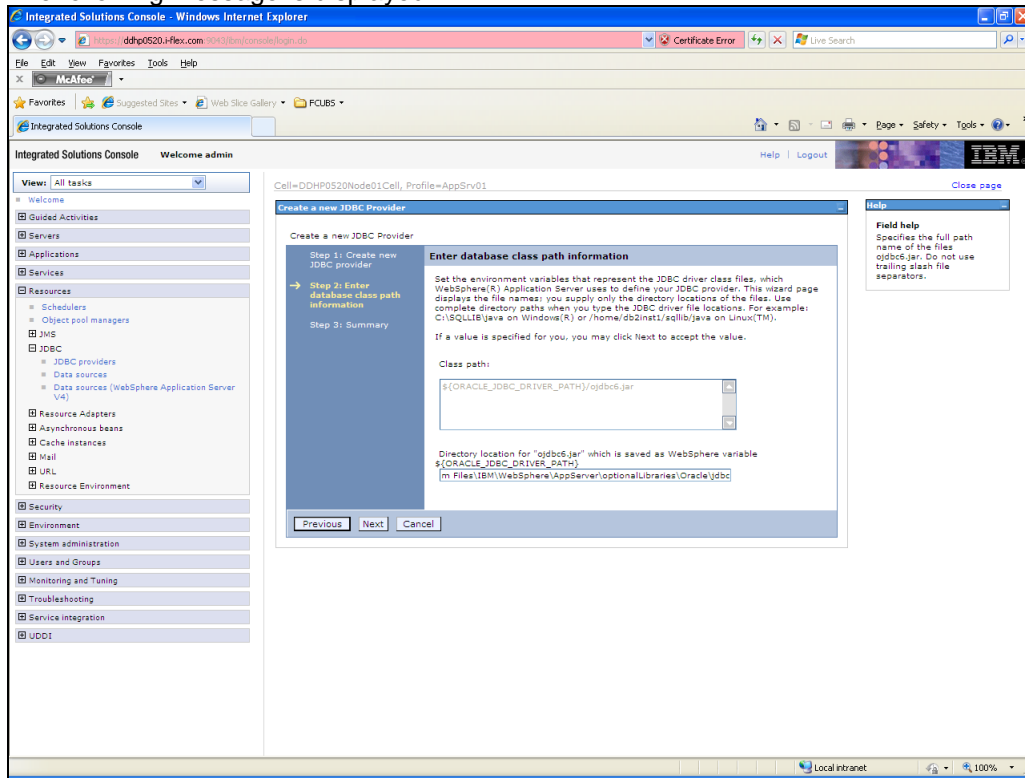 Integrated Solutions Console - Windows Internet Explorer
https://ddhp0520.i-flex.com:9043/ibm/console/login.do
Certificate Error
Live Search
File Edit View Favorites Tools Help
McAfee
Favorites
Suggested Sites
Web Slice Gallery
FCUBS
Integrated Solutions Console
Page Safety Tools
Integrated Solutions Console Welcome admin
Help | Logout
IBM.
View: All tasks
Welcome
Guided Activities
Servers
Applications
Services
Resources
Schedulers
Object pool managers
JMS
JDBC
JDBC providers
Data sources
Data sources (WebSphere Application Server
V4)
Resource Adapters
Asynchronous beans
Cache instances
Mail
URL
Resource Environment
Security
Environment
System administration
Users and Groups
Monitoring and Tuning
Troubleshooting
Service integration
UDDI
Cell=DDHP0520Node01Cell, Profile=AppSrv01
Close page
Create a new JDBC Provider
Create a new JDBC Provider
Step 1: Create new
JDBC provider
Step 2: Enter
database class path
information
Step 3: Summary
Enter database class path information
Set the environment variables that represent the JDBC driver class files, which
WebSphere(R) Application Server uses to define your JDBC provider. This wizard page
displays the file names; you supply only the directory locations of the files. Use
complete directory paths when you type the JDBC driver file locations. For example:
C:\SQLLIB\java on Windows(R) or /home/db2inst1/sqllib/java on Linux(TM).
If a value is specified for you, you may click Next to accept the value.
Class path:
${ORACLE_JDBC_DRIVER_PATH}/ojdbc6.jar
Directory location for "ojdbc6.jar" which is saved as WebSphere variable
${ORACLE_JDBC_DRIVER_PATH}
m Files\IBM\WebSphere\AppServer\optionalLibraries\Oracle\jdbc
Previous Next Cancel
Help
Field help
Specifies the full path
name of the files
ojdbc6.jar. Do not use
trailing slash file
separators.
Local intranet
100%